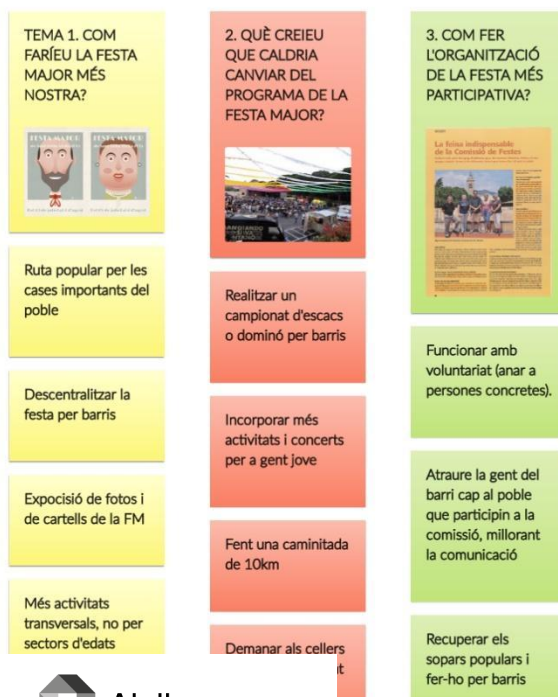 TEMA 1. COM
FARÍEU LA FESTA
MAJOR MÉS
NOSTRA?
FESTA MAJOR
FESTA MAJOR
Ruta popular per les
cases importants del
poble
Descentralitzar la
festa per barris
Expocisió de fotos i
de cartells de la FM
Més activitats
transversals, no per
sectors d'edats
2. QUÈ CREIEU
QUE CALDRIA
CANVIAR DEL
PROGRAMA DE LA
FESTA MAJOR?
Realitzar un
campionat d'escacs
o dominó per barris
Incorporar més
activitats i concerts
per a gent jove
Fent una caminitada
de 10km
Demanar als cellers
3. COM FER
L'ORGANITZACIÓ
DE LA FESTA MÉS
PARTICIPATIVA?
La feina indispensable
de la Comissió de Festes
Funcionar amb
voluntariat (anar a
persones concretes).
Atraure la gent del
barri cap al poble
que participin a la
comissió, millorant
la comunicació
Recuperar els
sopars populars i
fer-ho per barris